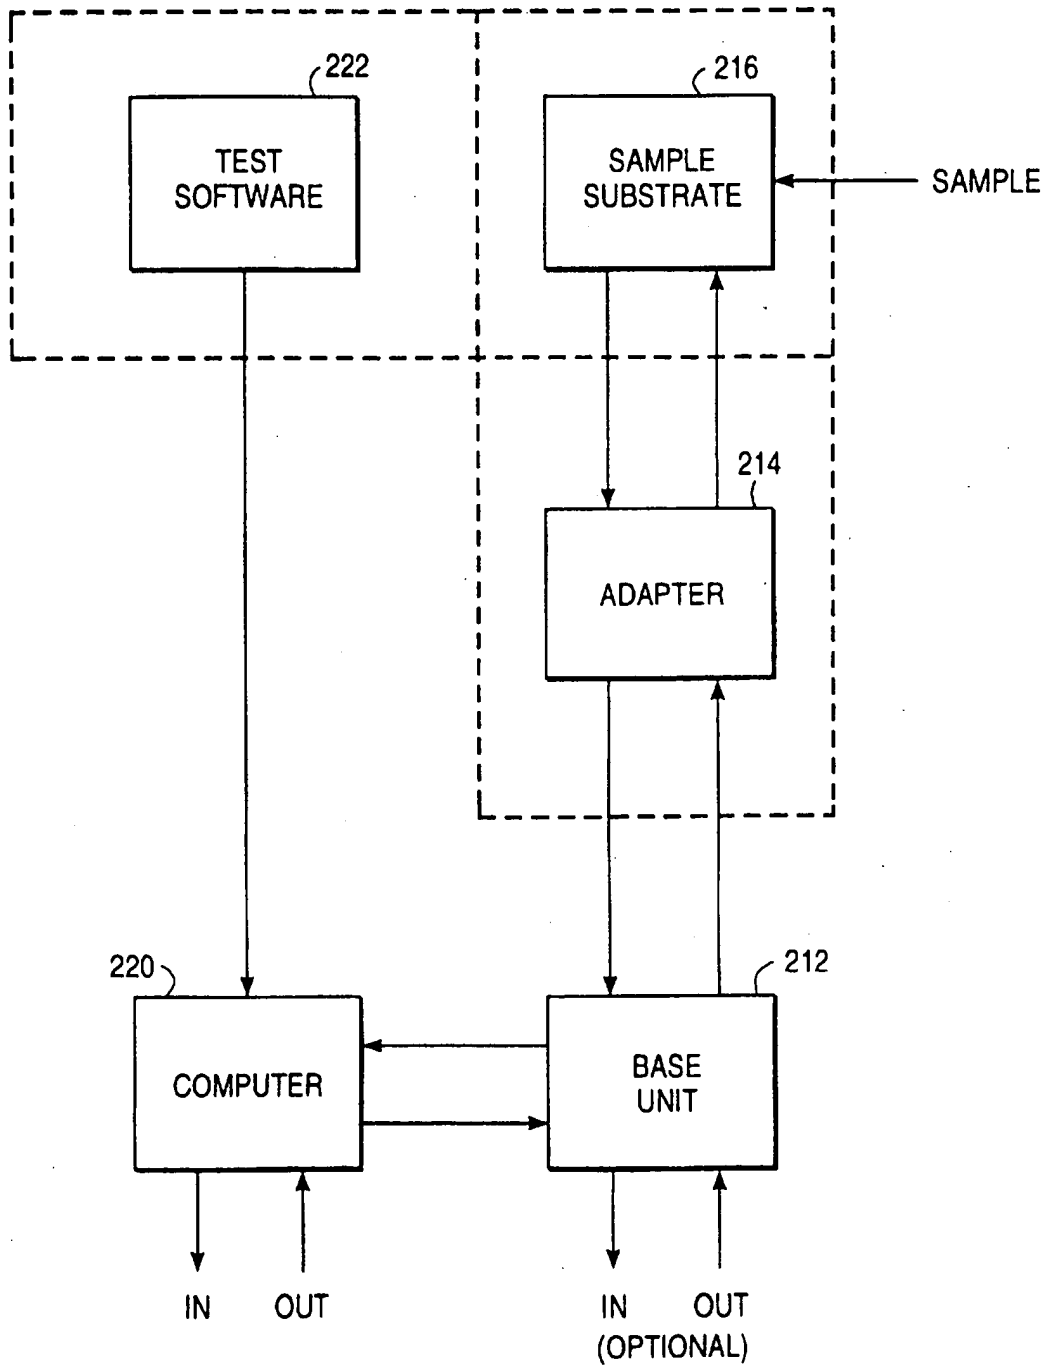 222
216
TEST
SOFTWARE
SAMPLE
SUBSTRATE
SAMPLE
214
ADAPTER
220
212
COMPUTER
BASE
UNIT
IN
OUT
IN
OUT
(OPTIONAL)